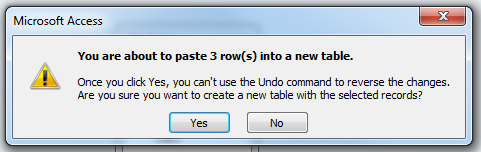 Microsoft Access
You are about to paste 3 row(s) into a new table.
Once you click Yes, you can't use the Undo command to reverse the changes.
Are you sure you want to create a new table with the selected records?
Yes No